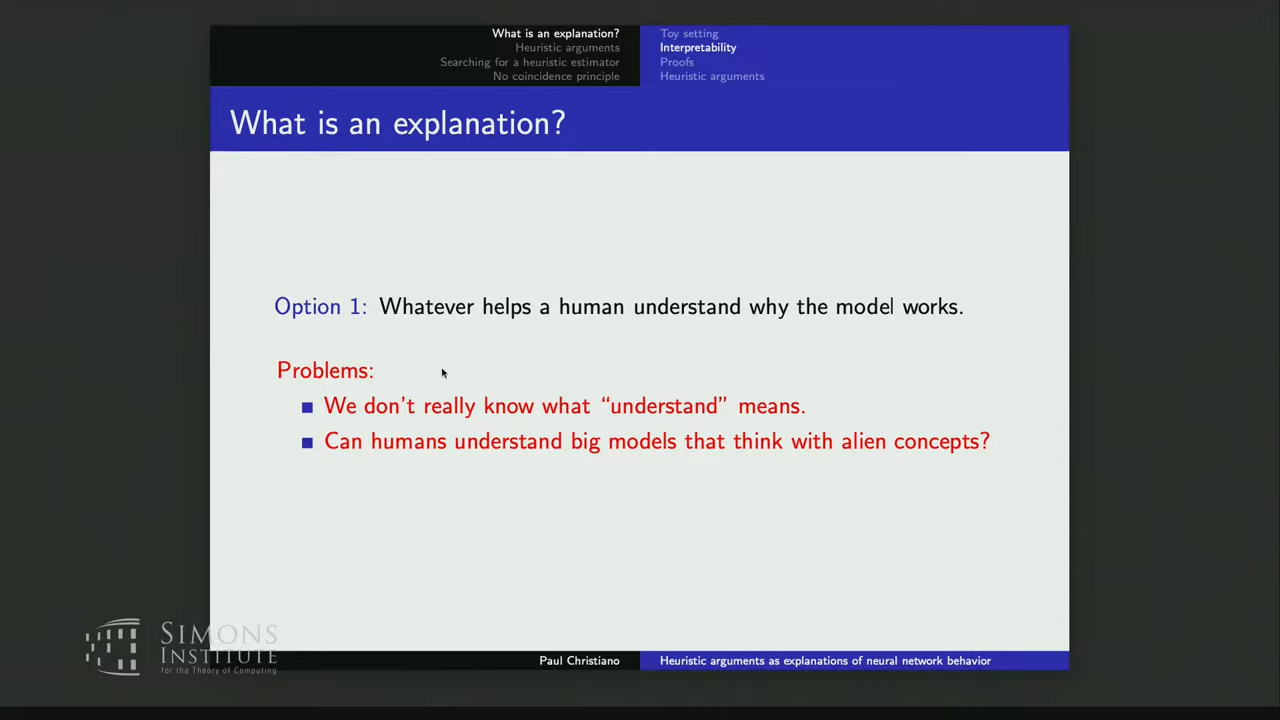 What is an explanation?
Heuristic arguments
Searching for a heuristic estimator
No coincidence principle
Toy setting
Interpretability
Proofs
Heuristic arguments
What is an explanation?
Option 1: Whatever helps a human understand why the model works.
Problems:
We don't really know what “understand” means.
Can humans understand big models that think with alien concepts?
SIMONS
INSTITUTE
for the Theory of Computing
Paul Christiano
Heuristic arguments as explanations of neural network behavior